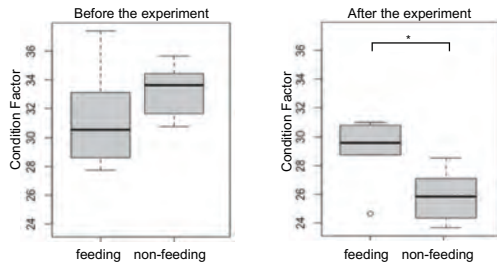 Before the experiment
Condition Factor
36
34
32
30
28
26
24
feeding non-feeding
After the experiment
*
Condition Factor
36
34
32
30
28
26
24
feeding non-feeding